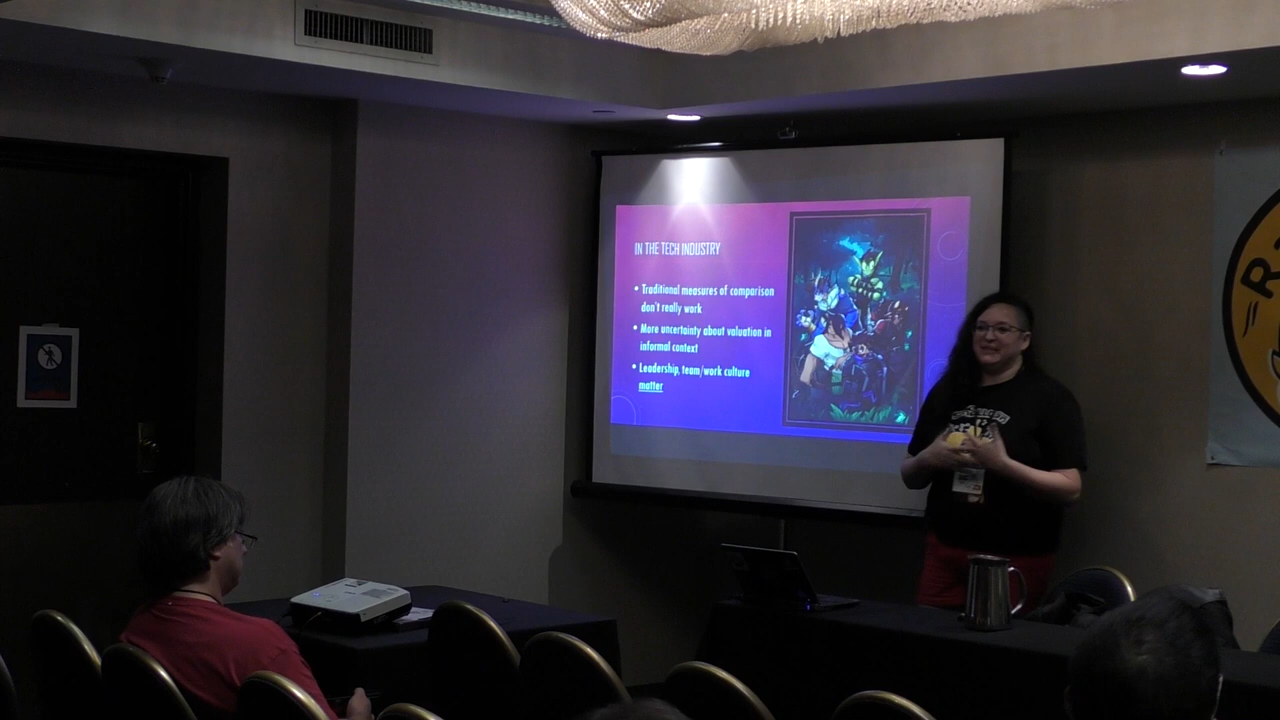 IN THE TECH INDUSTRY
• Traditional measures of comparison
don't really work
• More uncertainty about valuation in
informal context
• Leadership, team/work culture
matter